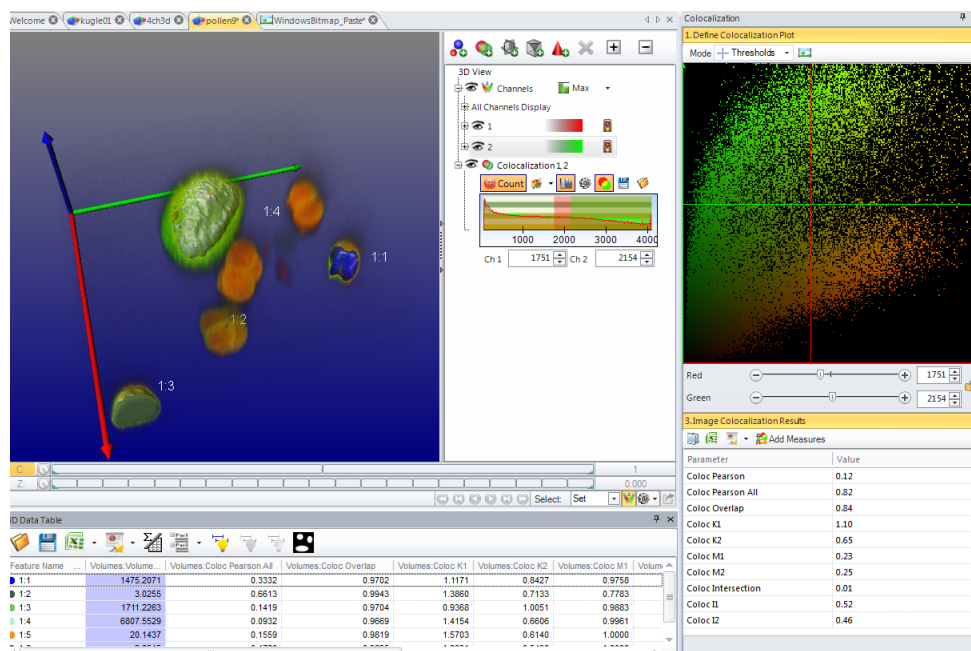 Welcome kugle01 4ch3d pollen9* WindowsBitmap_Paste*
1:4
1:1
1:2
1:3
C: 1
Z: 0.000
Select: Set
3D View
Channels Max
All Channels Display
1
2
Colocalization 1, 2
Count
1000 2000 3000 4000
Ch 1 1751 Ch 2 2154
3D Data Table
Feature Name ... Volumes:Volume... Volumes:Coloc Pearson All Volumes:Coloc Overlap Volumes:Coloc K1 Volumes:Coloc K2 Volumes:Coloc M1 Volum
1:1 1475.2071 0.3332 0.9702 1.1171 0.8427 0.9758
1:2 3.0255 0.6613 0.9943 1.3860 0.7133 0.7783
1:3 1711.2263 0.1419 0.9704 0.9368 1.0051 0.9883
1:4 6807.5529 0.0932 0.9669 1.4154 0.6606 0.9961
1:5 20.1437 0.1559 0.9819 1.5703 0.6140 1.0000
Colocalization
1.Define Colocalization Plot
Mode Thresholds
Red 1751
Green 2154
3.Image Colocalization Results
Add Measures
Parameter Value
Coloc Pearson 0.12
Coloc Pearson All 0.82
Coloc Overlap 0.84
Coloc K1 1.10
Coloc K2 0.65
Coloc M1 0.23
Coloc M2 0.25
Coloc Intersection 0.01
Coloc I1 0.52
Coloc I2 0.46